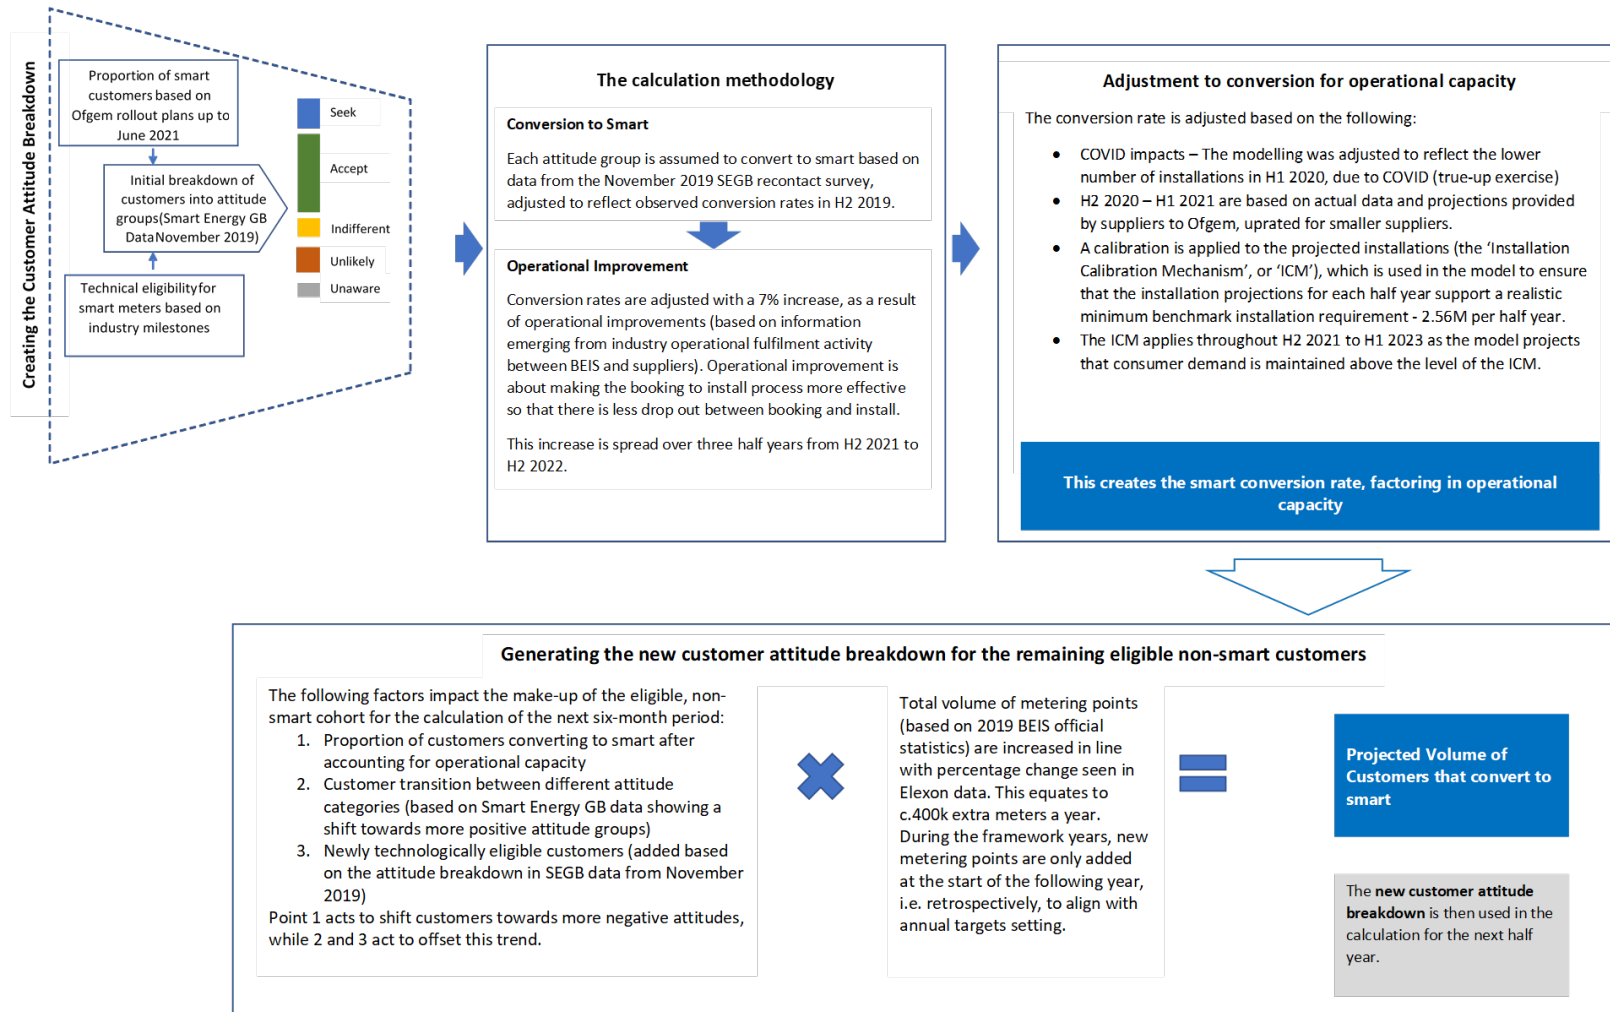 Creating the Customer Attitude Breakdown
Proportion of smart
customers based on
Ofgem rollout plans up to
June 2021
Initial breakdown of
customers into attitude
groups(Smart Energy GB
DataNovember 2019)
Technical eligibility for
smart meters based on
industry milestones
Seek
Accept
Indifferent
Unlikely
Unaware
The calculation methodology
Conversion to Smart
Each attitude group is assumed to convert to smart based on
data from the November 2019 SEGB recontact survey,
adjusted to reflect observed conversion rates in H2 2019.
Operational Improvement
Conversion rates are adjusted with a 7% increase, as a result
of operational improvements (based on information
emerging from industry operational fulfilment activity
between BEIS and suppliers). Operational improvement is
about making the booking to install process more effective
so that there is less drop out between booking and install.
This increase is spread over three half years from H2 2021 to
H2 2022.
Adjustment to conversion for operational capacity
The conversion rate is adjusted based on the following:
• COVID impacts – The modelling was adjusted to reflect the lower
number of installations in H1 2020, due to COVID (true-up exercise)
• H2 2020 – H1 2021 are based on actual data and projections provided
by suppliers to Ofgem, uprated for smaller suppliers.
• A calibration is applied to the projected installations (the ‘Installation
Calibration Mechanism’, or ‘ICM’), which is used in the model to ensure
that the installation projections for each half year support a realistic
minimum benchmark installation requirement - 2.56M per half year.
• The ICM applies throughout H2 2021 to H1 2023 as the model projects
that consumer demand is maintained above the level of the ICM.
This creates the smart conversion rate, factoring in operational
capacity
Generating the new customer attitude breakdown for the remaining eligible non-smart customers
The following factors impact the make-up of the eligible, non-
smart cohort for the calculation of the next six-month period:
1. Proportion of customers converting to smart after
accounting for operational capacity
2. Customer transition between different attitude
categories (based on Smart Energy GB data showing a
shift towards more positive attitude groups)
3. Newly technologically eligible customers (added based
on the attitude breakdown in SEGB data from November
2019)
Point 1 acts to shift customers towards more negative attitudes,
while 2 and 3 act to offset this trend.
Total volume of metering points
(based on 2019 BEIS official
statistics) are increased in line
with percentage change seen in
Elexon data. This equates to
c.400k extra meters a year.
During the framework years, new
metering points are only added
at the start of the following year,
i.e. retrospectively, to align with
annual targets setting.
Projected Volume of
Customers that convert to
smart
The new customer attitude
breakdown is then used in the
calculation for the next half
year.